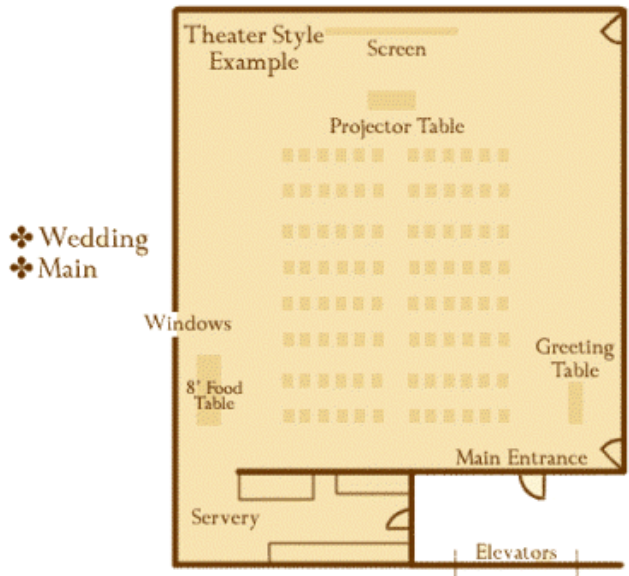 Theater Style
Example
Screen
Projector Table
✤ Wedding
✤ Main
Windows
8' Food
Table
Greeting
Table
Main Entrance
Servery
Elevators